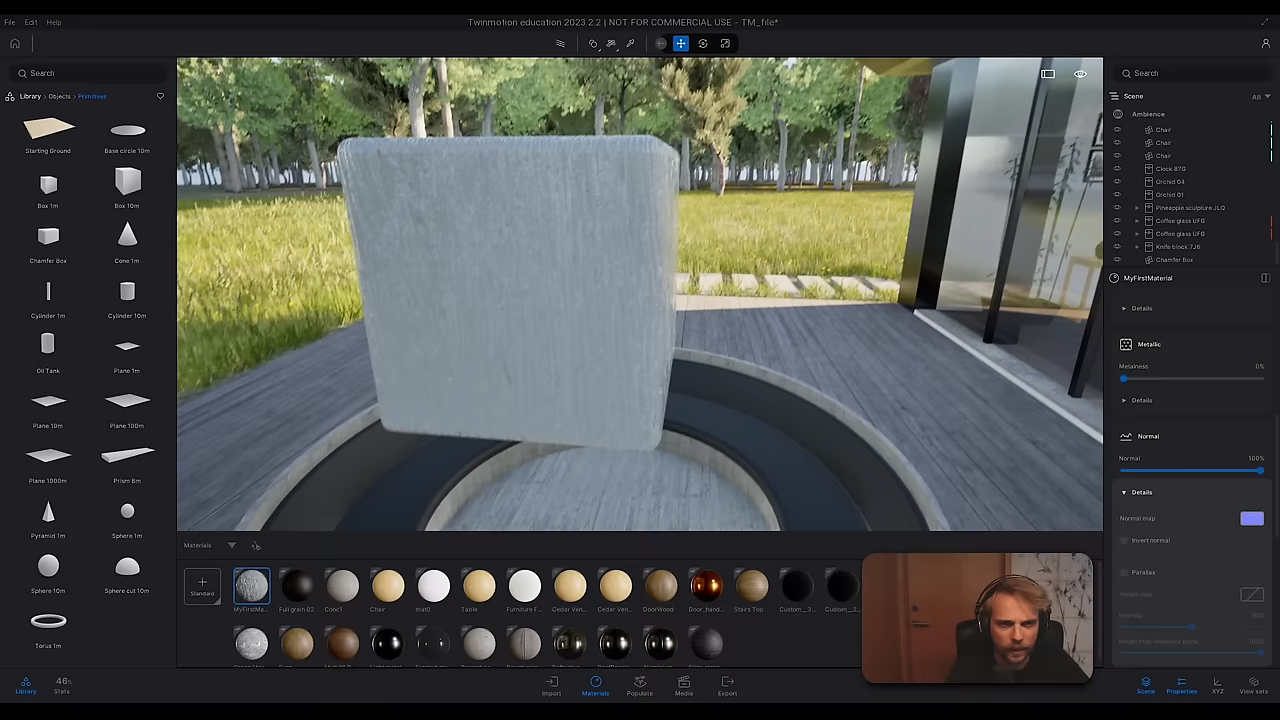 Twinmotion education 2023 2.2 | NOT FOR COMMERCIAL USE - TM_file*
File Edit Help
Search
Library > Objects > Primitives
Starting Ground
Base circle 10m
Box 1m
Box 10m
Chamfer Box
Cone 1m
Cylinder 1m
Cylinder 10m
Oil Tank
Plane 1m
Plane 10m
Plane 100m
Plane 1000m
Prism 8m
Pyramid 1m
Sphere 1m
Sphere 10m
Sphere cut 10m
Torus 1m
Library
46%
Stats
Materials
Standard
MyFirstMa...
Full grain 02
Conc1
Chair
mat0
Table
Furniture F...
Cedar Ven...
Cedar Ven...
DoorWood
Door_hand...
Stairs Top
Custom__3...
Custom__2...
Import
Materials
Populate
Media
Export
Search
Scene
All
Ambience
Chair
Chair
Chair
Clock 87G
Orchid 04
Orchid 01
Pineapple sculpture JLQ
Coffee glass UFG
Coffee glass UFG
Knife block 7J6
Chamfer Box
MyFirstMaterial
Details
Metallic
Metalness 0%
Details
Normal
Normal 100%
Details
Normal map
Invert normal
Parallax
Scene
Properties
XYZ
View sets